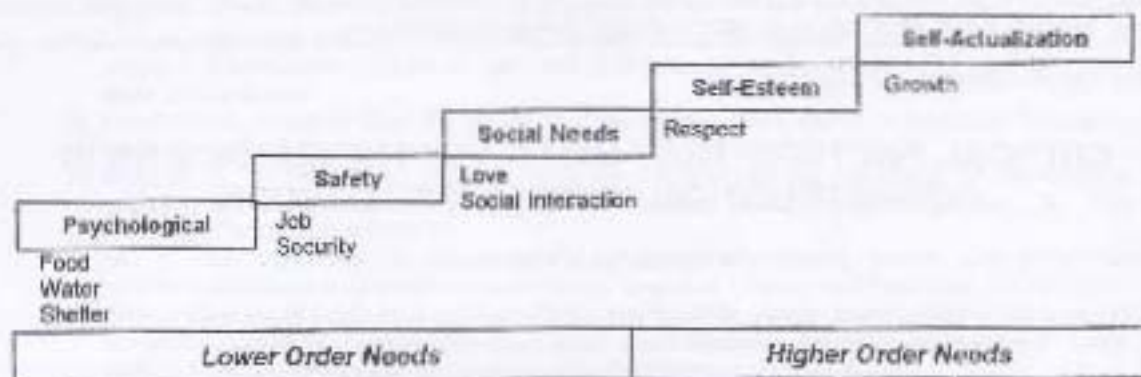 Self-Actualization
Growth
Self-Esteem
Respect
Social Needs
Love
Social Interaction
Safety
Job
Security
Psychological
Food
Water
Shelter
Lower Order Needs
Higher Order Needs